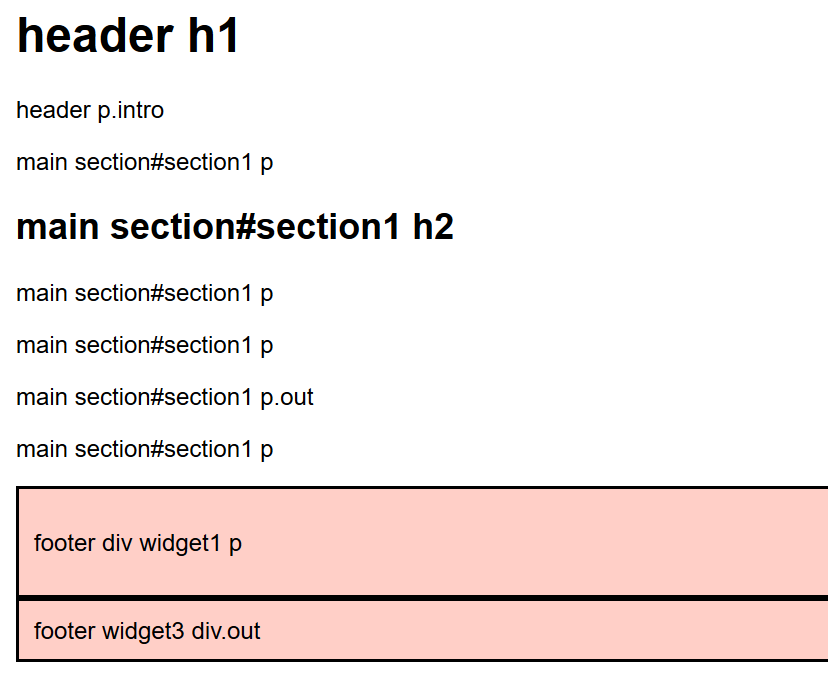 header h1
header p.intro
main section#section1 p
main section#section1 h2
main section#section1 p
main section#section1 p
main section#section1 p.out
main section#section1 p
footer div widget1 p
footer widget3 div.out